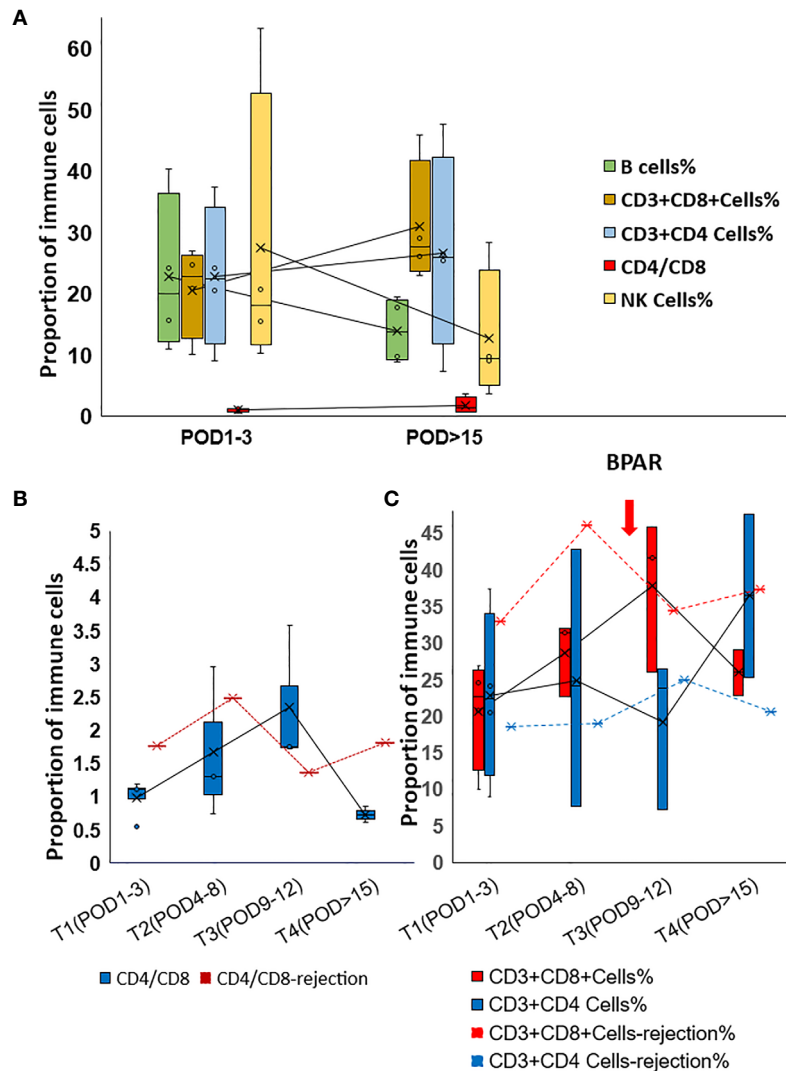 A
Proportion of immune cells
60
50
40
30
20
10
0
POD1-3
POD>15
B cells%
CD3+CD8+Cells%
CD3+CD4 Cells%
CD4/CD8
NK Cells%
B
Proportion of immune cells
5
4.5
4
3.5
3
2.5
2
1.5
1
0.5
0
T1(POD1-3)
T2(POD4-8)
T3(POD9-12)
T4(POD>15)
CD4/CD8
CD4/CD8-rejection
BPAR
C
Proportion of immune cells
45
40
35
30
25
20
15
10
5
0
T1(POD1-3)
T2(POD4-8)
T3(POD9-12)
T4(POD>15)
CD3+CD8+Cells%
CD3+CD4 Cells%
CD3+CD8+Cells-rejection%
CD3+CD4 Cells-rejection%